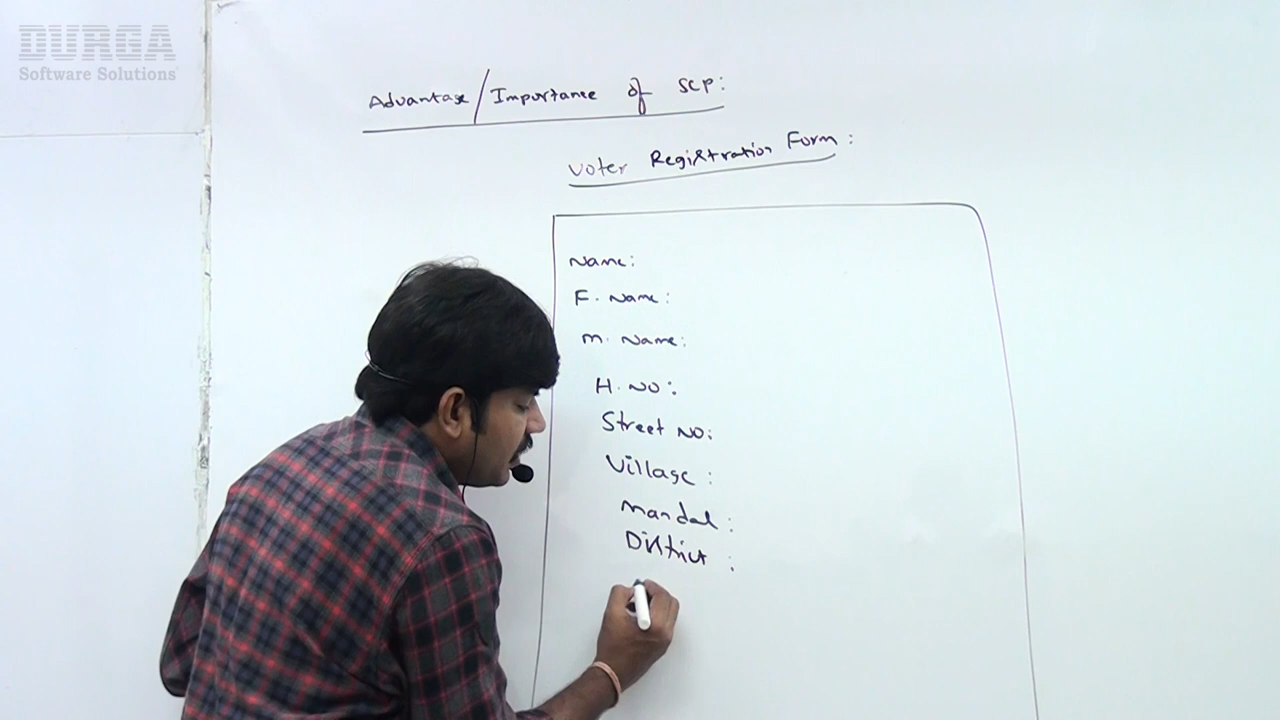 DURGA
Software Solutions
Advantage/Importance of SCP:
Voter Registration Form:
Name:
F. Name:
M. Name:
H. NO:
Street NO:
Village :
Mandal :
District :